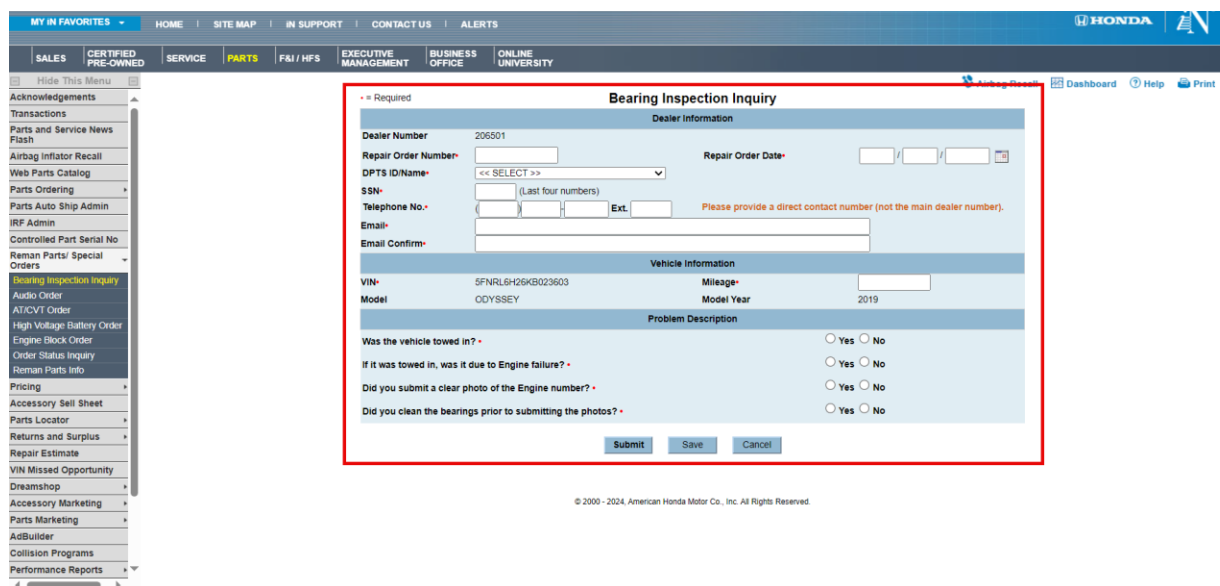 MY iN FAVORITES
HOME | SITE MAP | iN SUPPORT | CONTACT US | ALERTS
HONDA
iN
SALES
CERTIFIED PRE-OWNED
SERVICE
PARTS
F&I / HFS
EXECUTIVE MANAGEMENT
BUSINESS OFFICE
ONLINE UNIVERSITY
Hide This Menu
Airbag Recall Dashboard Help Print
Acknowledgements
Transactions
Parts and Service News
Flash
Airbag Inflator Recall
Web Parts Catalog
Parts Ordering
Parts Auto Ship Admin
IRF Admin
Controlled Part Serial No
Reman Parts/ Special
Orders
Bearing Inspection Inquiry
Audio Order
AT/CVT Order
High Voltage Battery Order
Engine Block Order
Order Status Inquiry
Reman Parts Info
Pricing
Accessory Sell Sheet
Parts Locator
Returns and Surplus
Repair Estimate
VIN Missed Opportunity
Dreamshop
Accessory Marketing
Parts Marketing
AdBuilder
Collision Programs
Performance Reports
• = Required
Bearing Inspection Inquiry
Dealer Information
Dealer Number 206501
Repair Order Number• Repair Order Date• / /
DPTS ID/Name• << SELECT >>
SSN• (Last four numbers)
Telephone No.• ( ) - Ext. Please provide a direct contact number (not the main dealer number).
Email•
Email Confirm•
Vehicle Information
VIN• 5FNRL6H26KB023603 Mileage•
Model ODYSSEY Model Year 2019
Problem Description
Was the vehicle towed in? • Yes No
If it was towed in, was it due to Engine failure? • Yes No
Did you submit a clear photo of the Engine number? • Yes No
Did you clean the bearings prior to submitting the photos? • Yes No
Submit Save Cancel
© 2000 - 2024, American Honda Motor Co., Inc. All Rights Reserved.